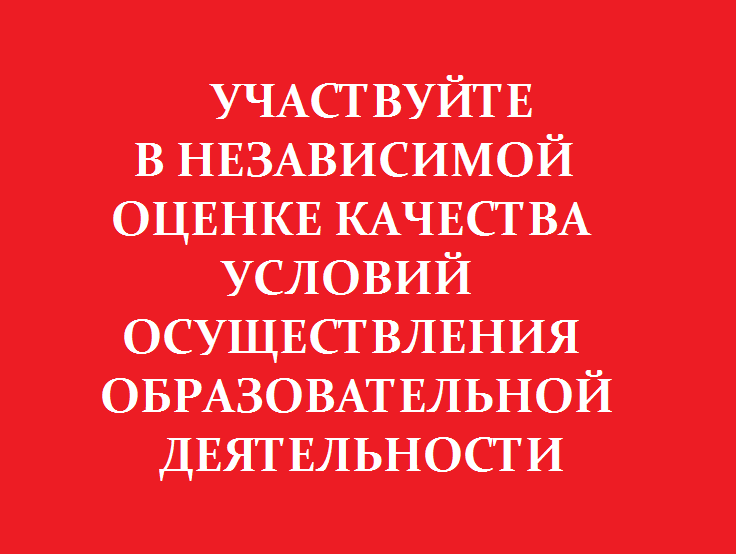 УЧАСТВУЙТЕ
В НЕЗАВИСИМОЙ
ОЦЕНКЕ КАЧЕСТВА
УСЛОВИЙ
ОСУЩЕСТВЛЕНИЯ
ОБРАЗОВАТЕЛЬНОЙ
ДЕЯТЕЛЬНОСТИ